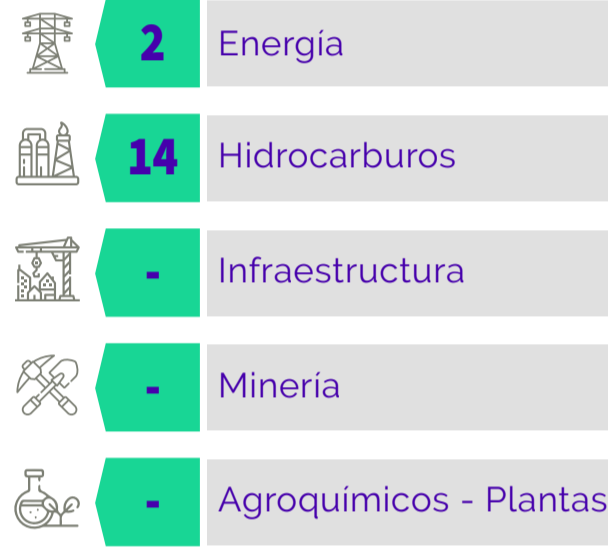 2 Energía
14 Hidrocarburos
- Infraestructura
- Minería
- Agroquímicos - Plantas